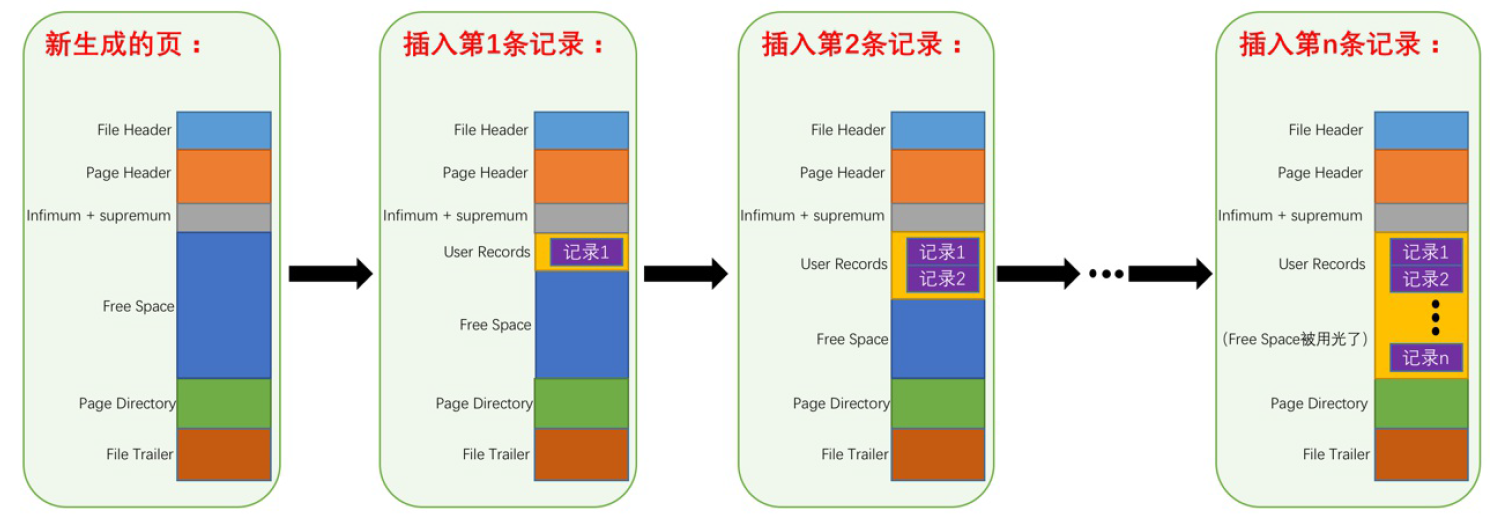 新生成的页：
File Header
Page Header
Infimum + supremum
Free Space
Page Directory
File Trailer
插入第1条记录：
File Header
Page Header
Infimum + supremum
User Records
记录1
Free Space
Page Directory
File Trailer
插入第2条记录：
File Header
Page Header
Infimum + supremum
User Records
记录1
记录2
Free Space
Page Directory
File Trailer
插入第n条记录：
File Header
Page Header
Infimum + supremum
User Records
记录1
记录2
(Free Space被用光了)
记录n
Page Directory
File Trailer